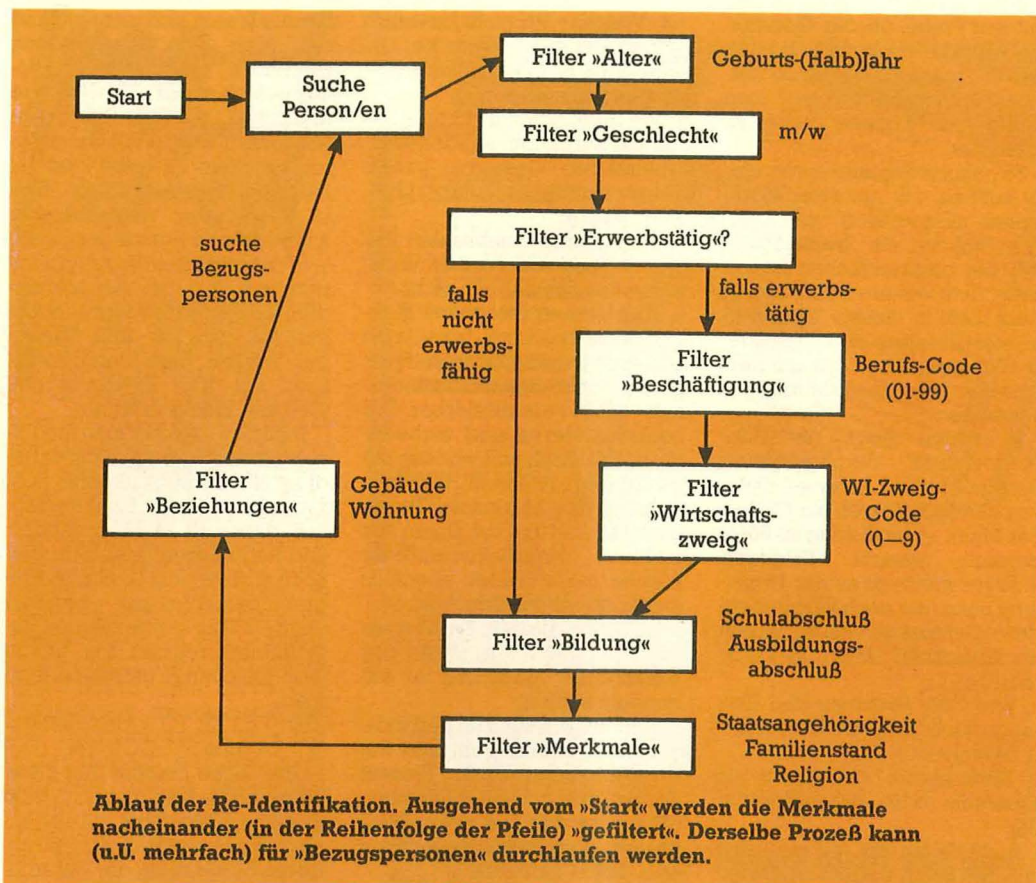 Start
Suche
Person/en
Filter »Alter«
Geburts-(Halb)Jahr
Filter »Geschlecht«
m/w
Filter »Erwerbstätig«?
suche
Bezugs-
personen
falls
nicht
erwerbs-
fähig
falls erwerbs-
tätig
Filter
»Beschäftigung«
Berufs-Code
(01-99)
Filter
»Beziehungen«
Gebäude
Wohnung
Filter
»Wirtschafts-
zweig«
WI-Zweig-
Code
(0—9)
Filter »Bildung«
Schulabschluß
Ausbildungs-
abschluß
Filter »Merkmale«
Staatsangehörigkeit
Familienstand
Religion
Ablauf der Re-Identifikation. Ausgehend vom »Start« werden die Merkmale
nacheinander (in der Reihenfolge der Pfeile) »gefiltert«. Derselbe Prozeß kann
(u.U. mehrfach) für »Bezugspersonen« durchlaufen werden.